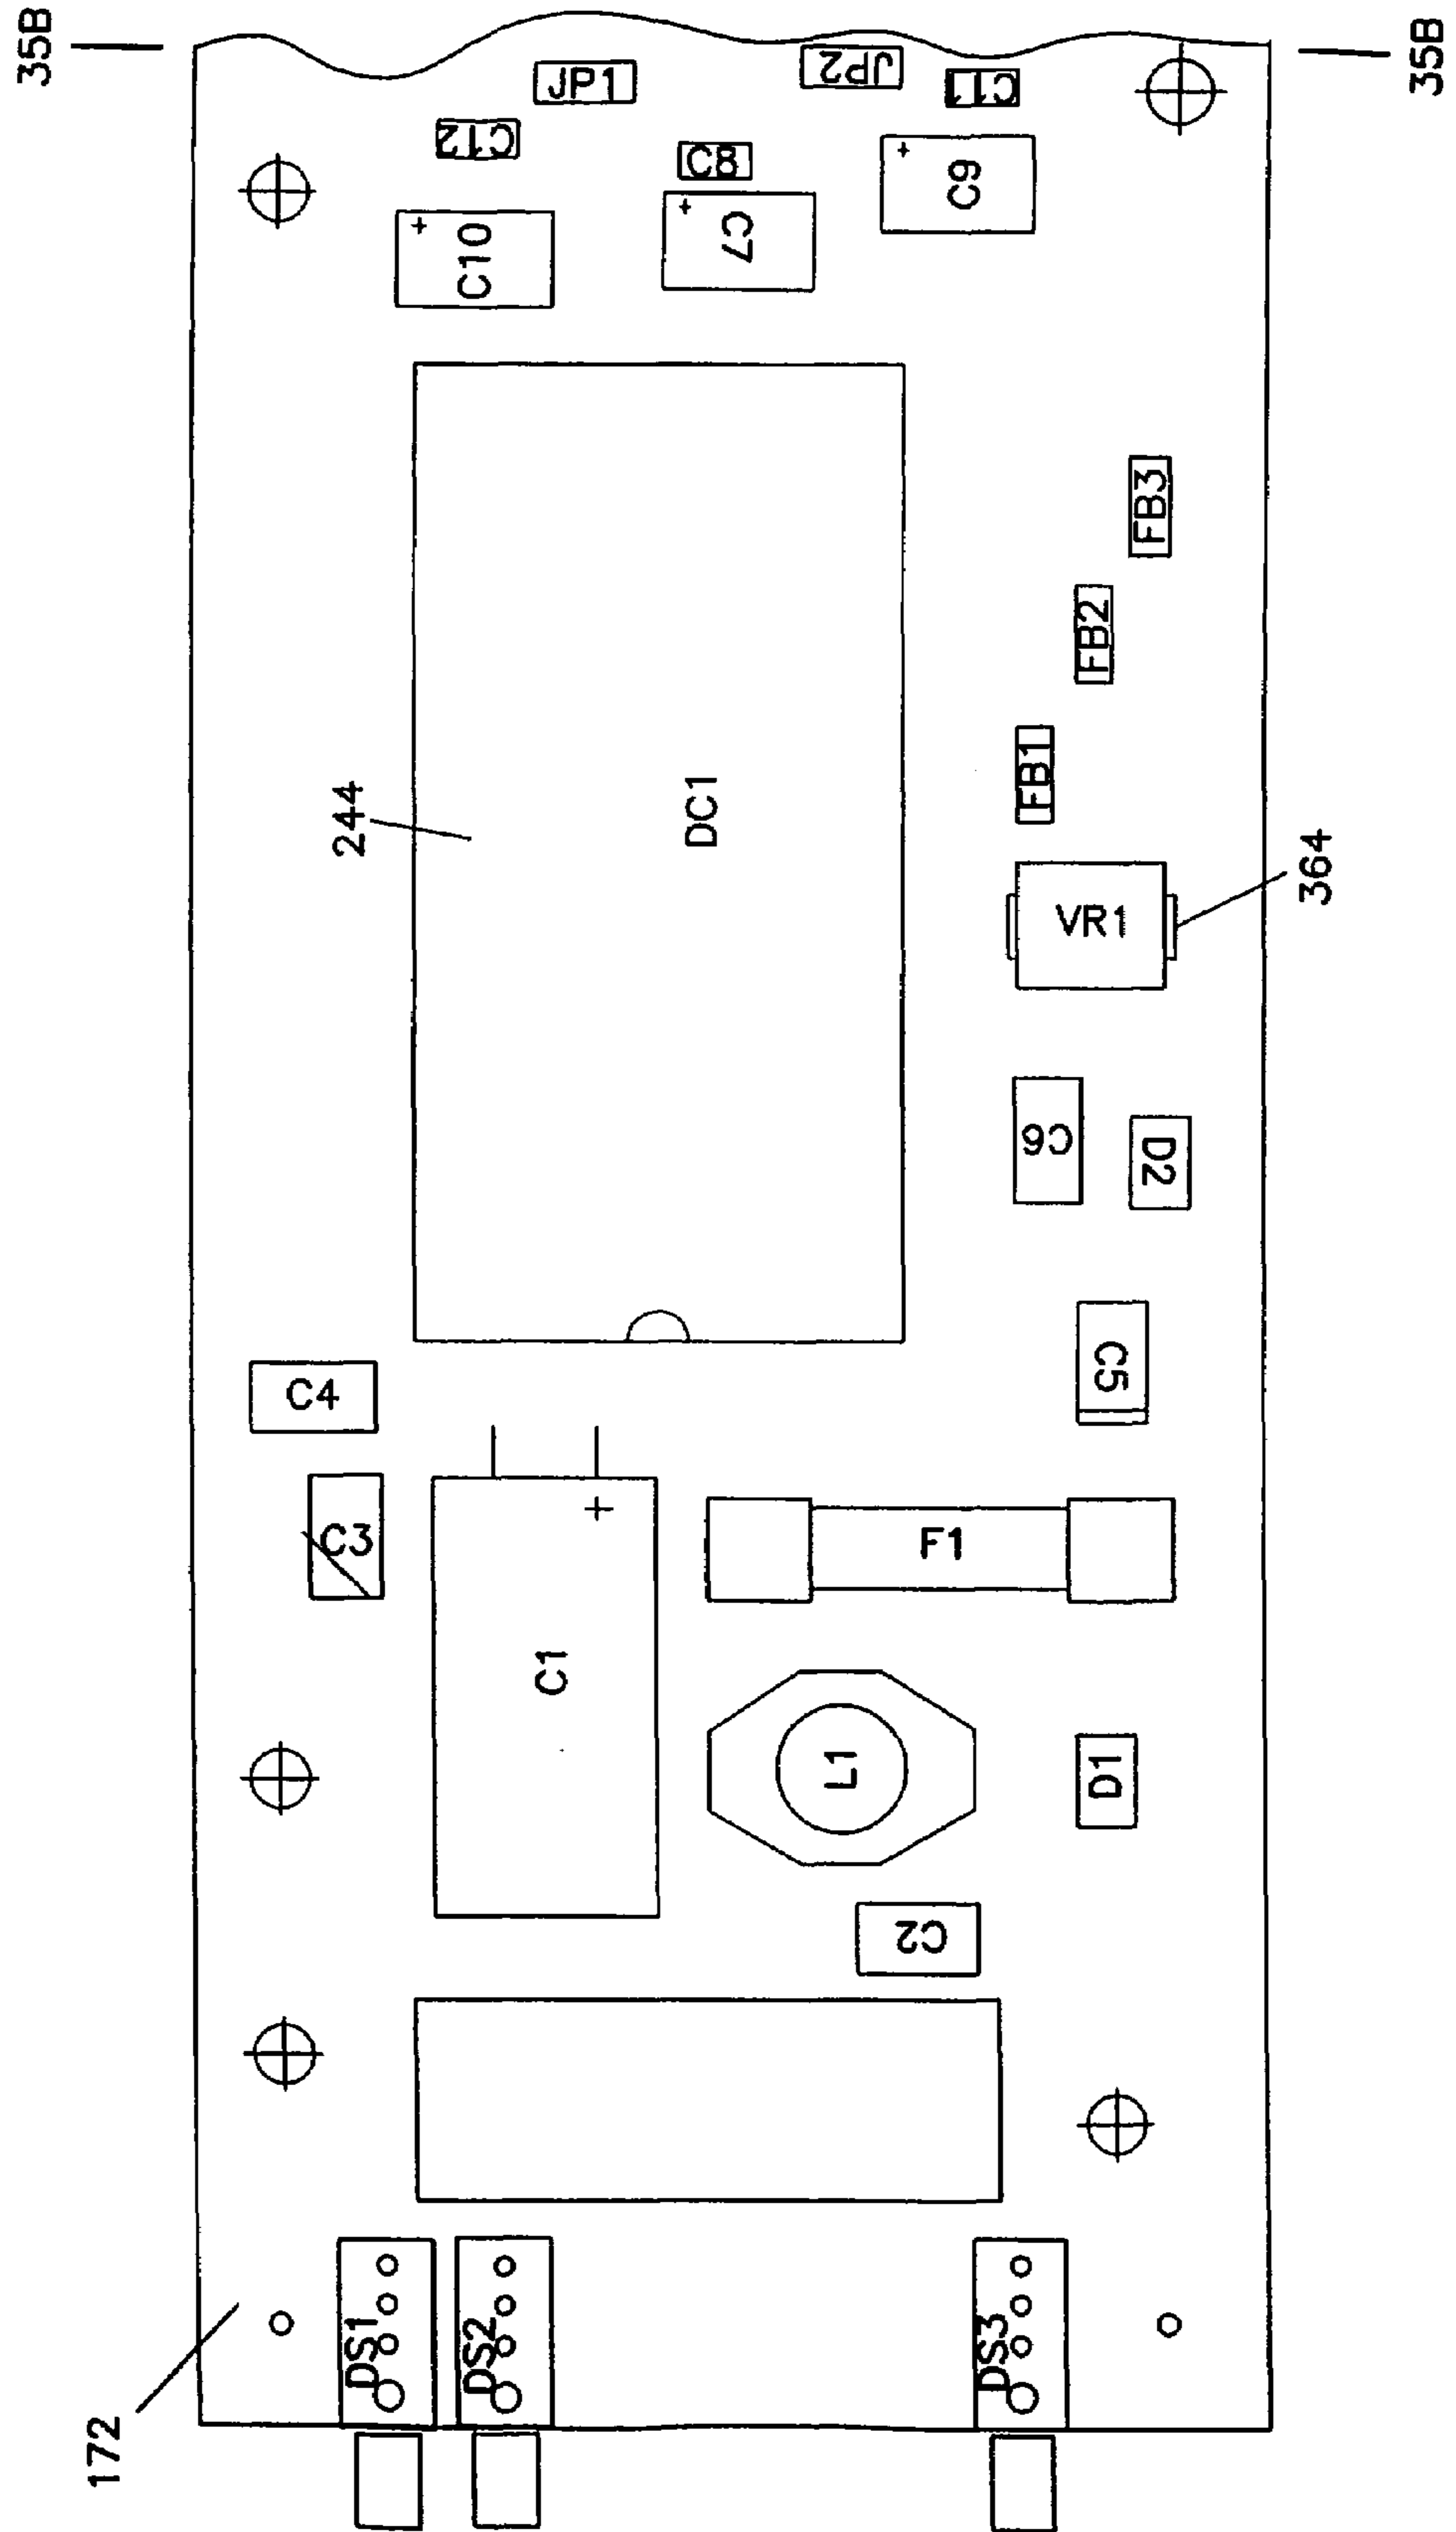 35B
35B
JP1
JP2
C11
C12
C8
C9
C7
C10
FB3
FB2
244
DC1
FB1
VR1
364
C6
D2
C5
C4
C3
F1
C1
L1
D1
C2
DS1
DS2
DS3
172